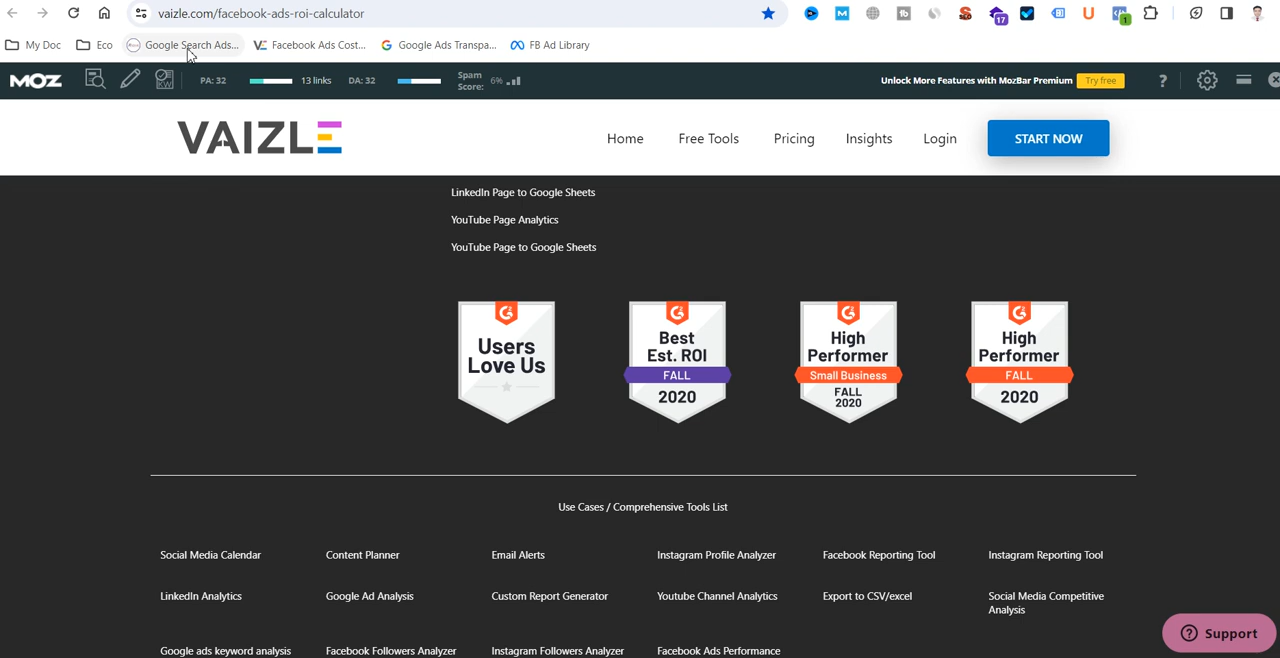 vaizle.com/facebook-ads-roi-calculator
17
1
My Doc
Eco
Google Search Ads...
Facebook Ads Cost...
Google Ads Transpa...
FB Ad Library
MOZ
PA: 32
13 links
DA: 32
Spam Score: 6%
Unlock More Features with MozBar Premium
Try free
?
VAIZLE
Home
Free Tools
Pricing
Insights
Login
START NOW
LinkedIn Page to Google Sheets
YouTube Page Analytics
YouTube Page to Google Sheets
Users
Love Us
Best
Est. ROI
FALL
2020
High
Performer
Small Business
FALL
2020
High
Performer
FALL
2020
Use Cases / Comprehensive Tools List
Social Media Calendar
Content Planner
Email Alerts
Instagram Profile Analyzer
Facebook Reporting Tool
Instagram Reporting Tool
LinkedIn Analytics
Google Ad Analysis
Custom Report Generator
Youtube Channel Analytics
Export to CSV/excel
Social Media Competitive
Analysis
Google ads keyword analysis
Facebook Followers Analyzer
Instagram Followers Analyzer
Facebook Ads Performance
? Support